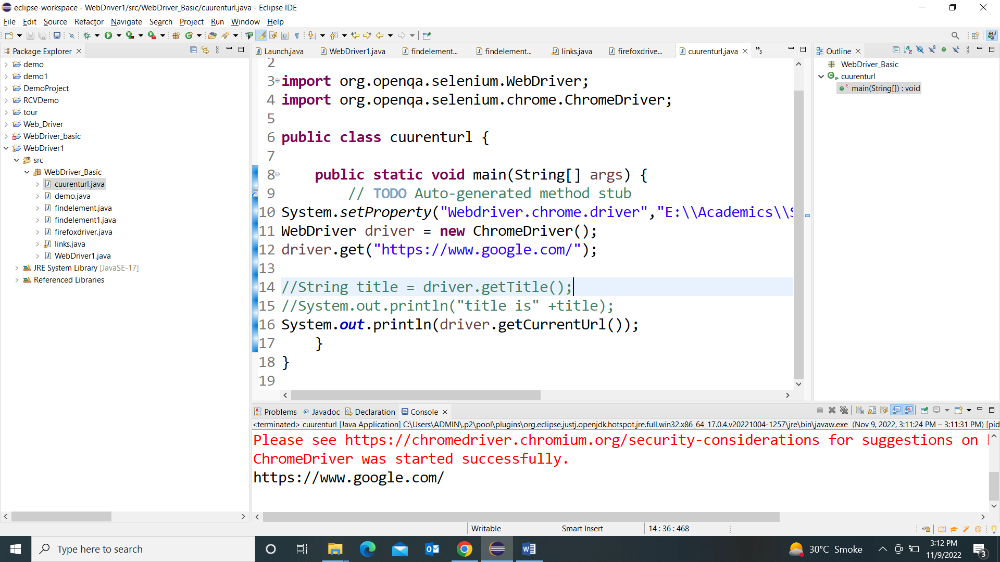 eclipse-workspace - WebDriver1/src/WebDriver_Basic/cuurenturl.java - Eclipse IDE
File Edit Source Refactor Navigate Search Project Run Window Help
Package Explorer
demo
demo1
DemoProject
RCVDemo
tour
Web_Driver
WebDriver_basic
WebDriver1
src
WebDriver_Basic
cuurenturl.java
demo.java
findelement.java
findelement1.java
firefoxdriver.java
links.java
WebDriver1.java
JRE System Library [JavaSE-17]
Referenced Libraries
Launch.java WebDriver1.java findelement... findelement... links.java firefoxdrive... cuurenturl.java »3
2
3 import org.openqa.selenium.WebDriver;
4 import org.openqa.selenium.chrome.ChromeDriver;
5
6 public class cuurenturl {
7
8 public static void main(String[] args) {
9 // TODO Auto-generated method stub
10 System.setProperty("Webdriver.chrome.driver","E:\\Academics\\S
11 WebDriver driver = new ChromeDriver();
12 driver.get("https://www.google.com/");
13
14 //String title = driver.getTitle();
15 //System.out.println("title is" +title);
16 System.out.println(driver.getCurrentUrl());
17 }
18 }
19
Outline
WebDriver_Basic
cuurenturl
main(String[]) : void
Problems Javadoc Declaration Console
<terminated> cuurenturl [Java Application] C:\Users\ADMIN\.p2\pool\plugins\org.eclipse.justj.openjdk.hotspot.jre.full.win32.x86_64_17.0.4.v20221004-1257\jre\bin\javaw.exe (Nov 9, 2022, 3:11:24 PM – 3:11:31 PM) [pid
Please see https://chromedriver.chromium.org/security-considerations for suggestions on
ChromeDriver was started successfully.
https://www.google.com/
Writable Smart Insert 14 : 36 : 468
Type here to search
30°C Smoke
3:12 PM
11/9/2022
3